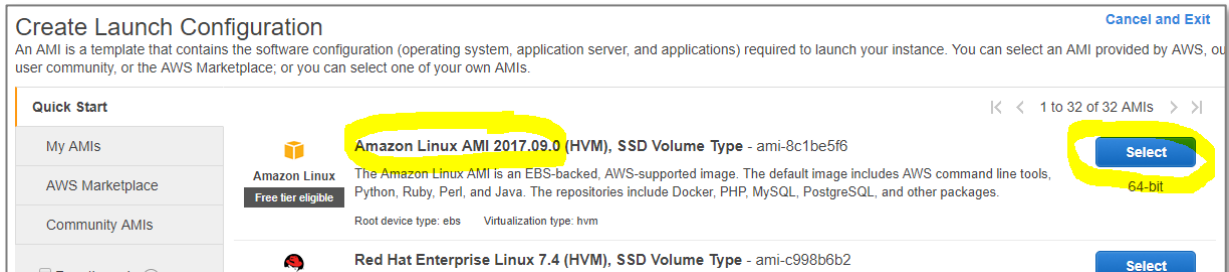 Create Launch Configuration
Cancel and Exit
An AMI is a template that contains the software configuration (operating system, application server, and applications) required to launch your instance. You can select an AMI provided by AWS,
user community, or the AWS Marketplace; or you can select one of your own AMIs.
Quick Start
1 to 32 of 32 AMIs
My AMIs
AWS Marketplace
Community AMIs
Amazon Linux
Free tier eligible
Amazon Linux AMI 2017.09.0 (HVM), SSD Volume Type - ami-8c1be5f6
The Amazon Linux AMI is an EBS-backed, AWS-supported image. The default image includes AWS command line tools,
Python, Ruby, Perl, and Java. The repositories include Docker, PHP, MySQL, PostgreSQL, and other packages.
Root device type: ebs Virtualization type: hvm
Select
64-bit
Red Hat Enterprise Linux 7.4 (HVM), SSD Volume Type - ami-c998b6b2
Select